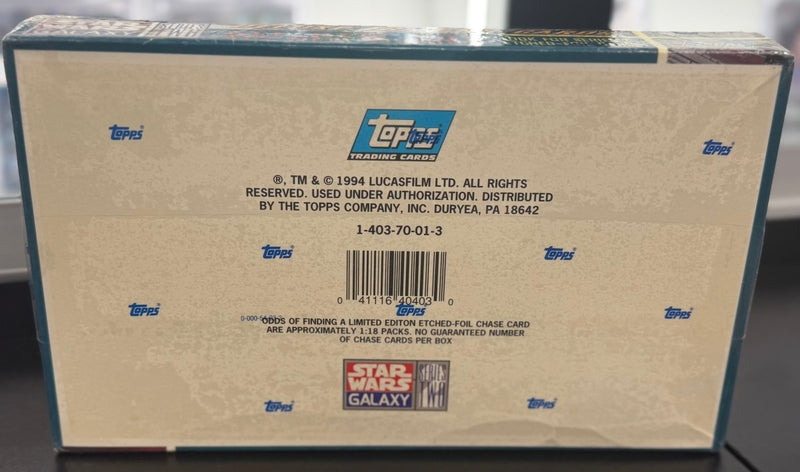 Topps
Topps
Topps
Topps
TRADING CARDS
®, TM & © 1994 LUCASFILM LTD. ALL RIGHTS
RESERVED. USED UNDER AUTHORIZATION. DISTRIBUTED
BY THE TOPPS COMPANY, INC. DURYEA, PA 18642
1-403-70-01-3
Topps
Topps
0 41116 40403 0
Topps
Topps
Topps
ODDS OF FINDING A LIMITED EDITON ETCHED-FOIL CHASE CARD
ARE APPROXIMATELY 1:18 PACKS. NO GUARANTEED NUMBER
OF CHASE CARDS PER BOX
STAR
WARS
GALAXY
SERIES
TWO
Topps
Topps